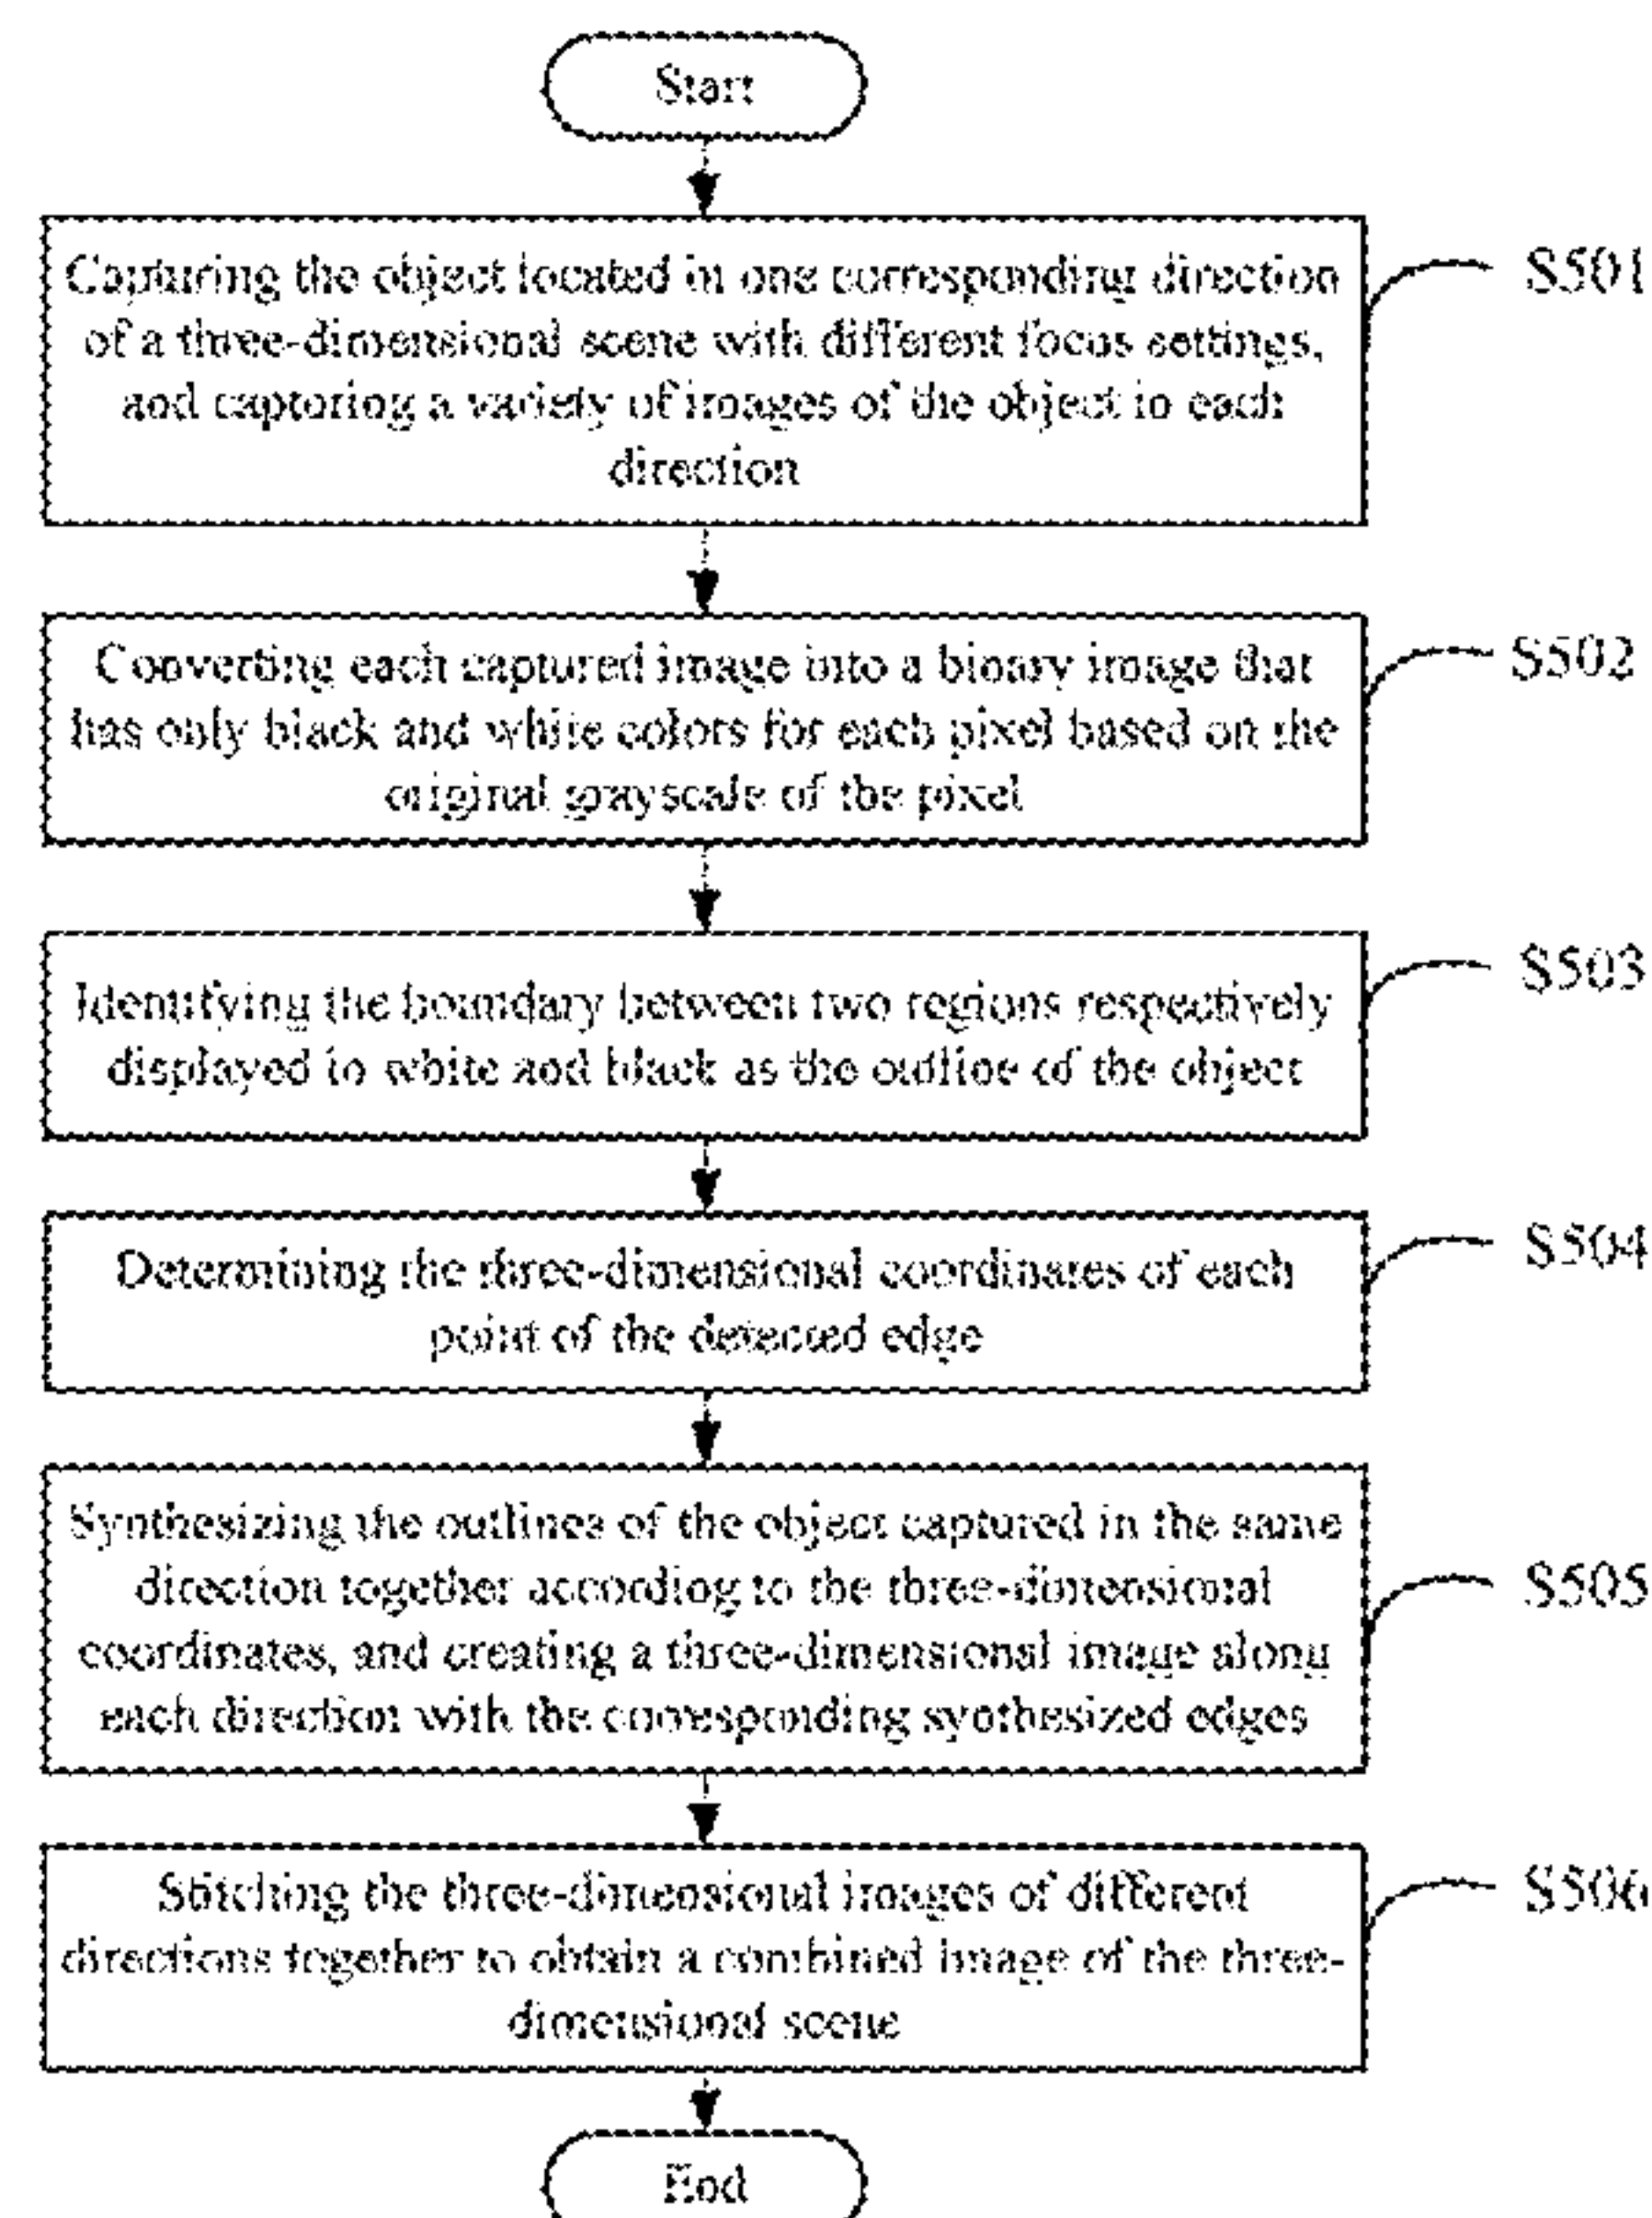 Start
Capturing the object located in one corresponding direction
of a three-dimensional scene with different focus settings,
and capturing a variety of images of the object in each
direction
S501
Converting each captured image into a binary image that
has only black and white colors for each pixel based on the
original grayscale of the pixel
S502
Identifying the boundary between two regions respectively
displayed in white and black as the outline of the object
S503
Determining the three-dimensional coordinates of each
point of the detected edge
S504
Synthesizing the outlines of the object captured in the same
direction together according to the three-dimensional
coordinates, and creating a three-dimensional image along
each direction with the corresponding synthesized edges
S505
Stitching the three-dimensional images of different
directions together to obtain a combined image of the three-
dimensional scene
S506
End